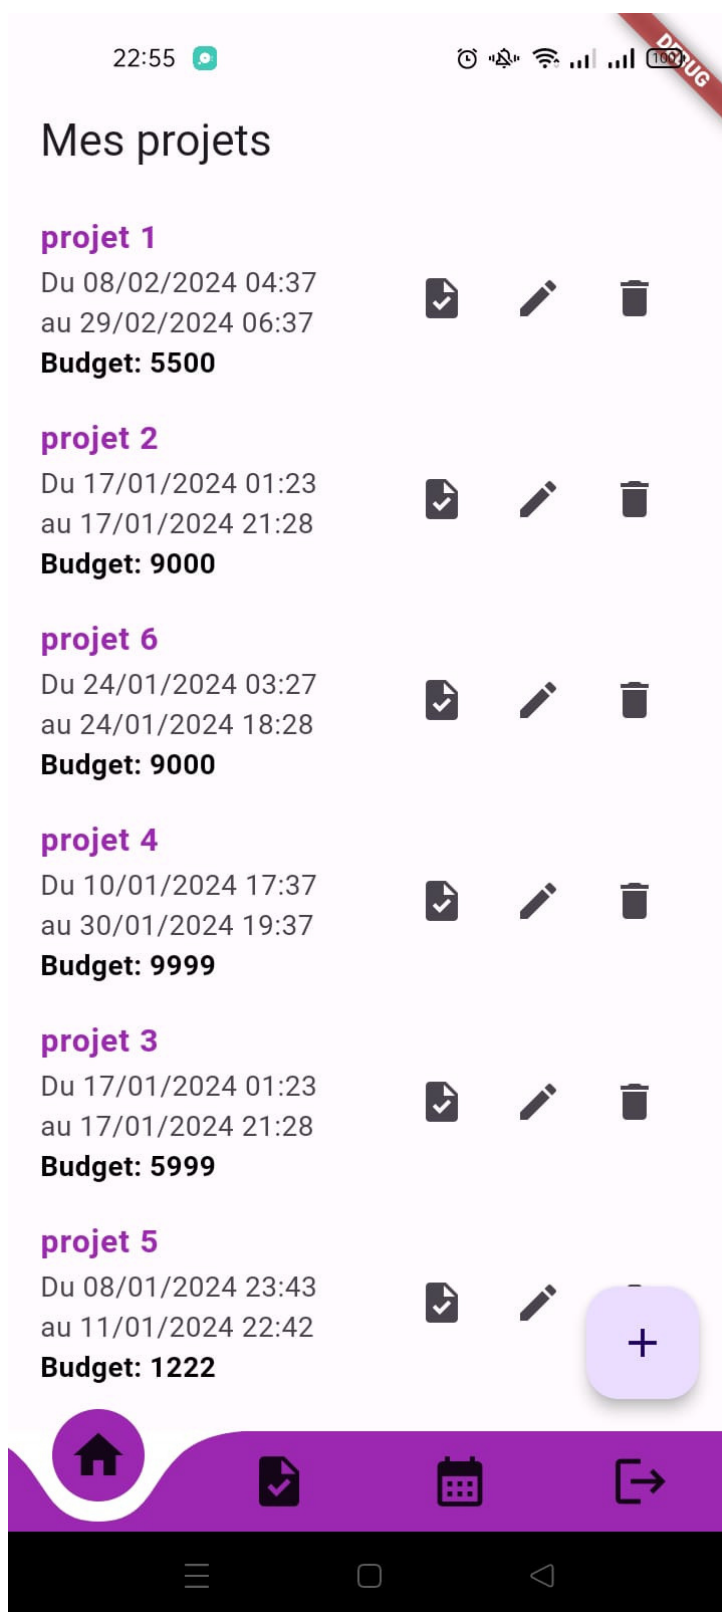 22:55
100
DEBUG
Mes projets
projet 1
Du 08/02/2024 04:37
au 29/02/2024 06:37
Budget: 5500
projet 2
Du 17/01/2024 01:23
au 17/01/2024 21:28
Budget: 9000
projet 6
Du 24/01/2024 03:27
au 24/01/2024 18:28
Budget: 9000
projet 4
Du 10/01/2024 17:37
au 30/01/2024 19:37
Budget: 9999
projet 3
Du 17/01/2024 01:23
au 17/01/2024 21:28
Budget: 5999
projet 5
Du 08/01/2024 23:43
au 11/01/2024 22:42
Budget: 1222